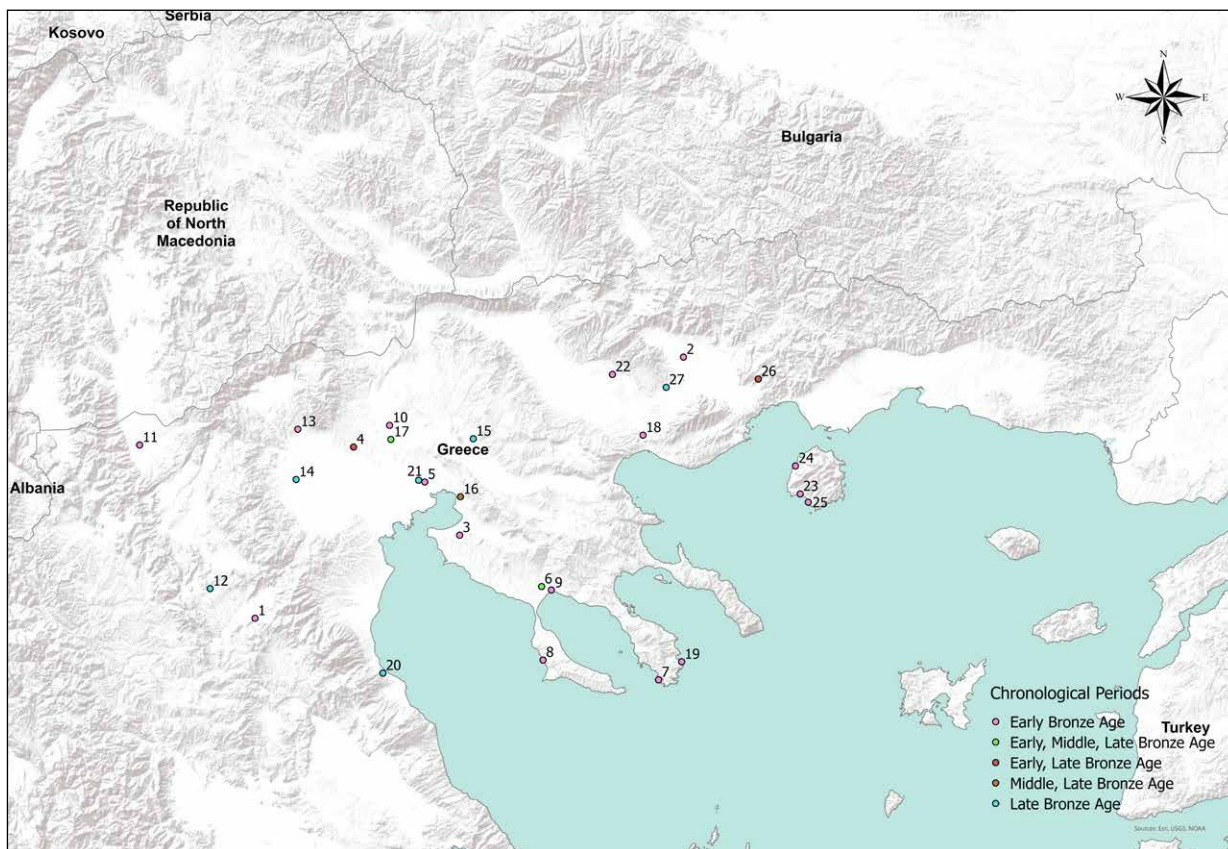 Serbia
Kosovo
N
W
E
S
Bulgaria
Republic
of North
Macedonia
2
22
26
27
13
10
11
4
17
15
18
Greece
24
14
21
5
16
23
25
Albania
3
6
9
12
1
8
19
7
20
Chronological Periods
Early Bronze Age
Turkey
Early, Middle, Late Bronze Age
Early, Late Bronze Age
Middle, Late Bronze Age
Late Bronze Age
Sources: Esri, USGS, NOAA